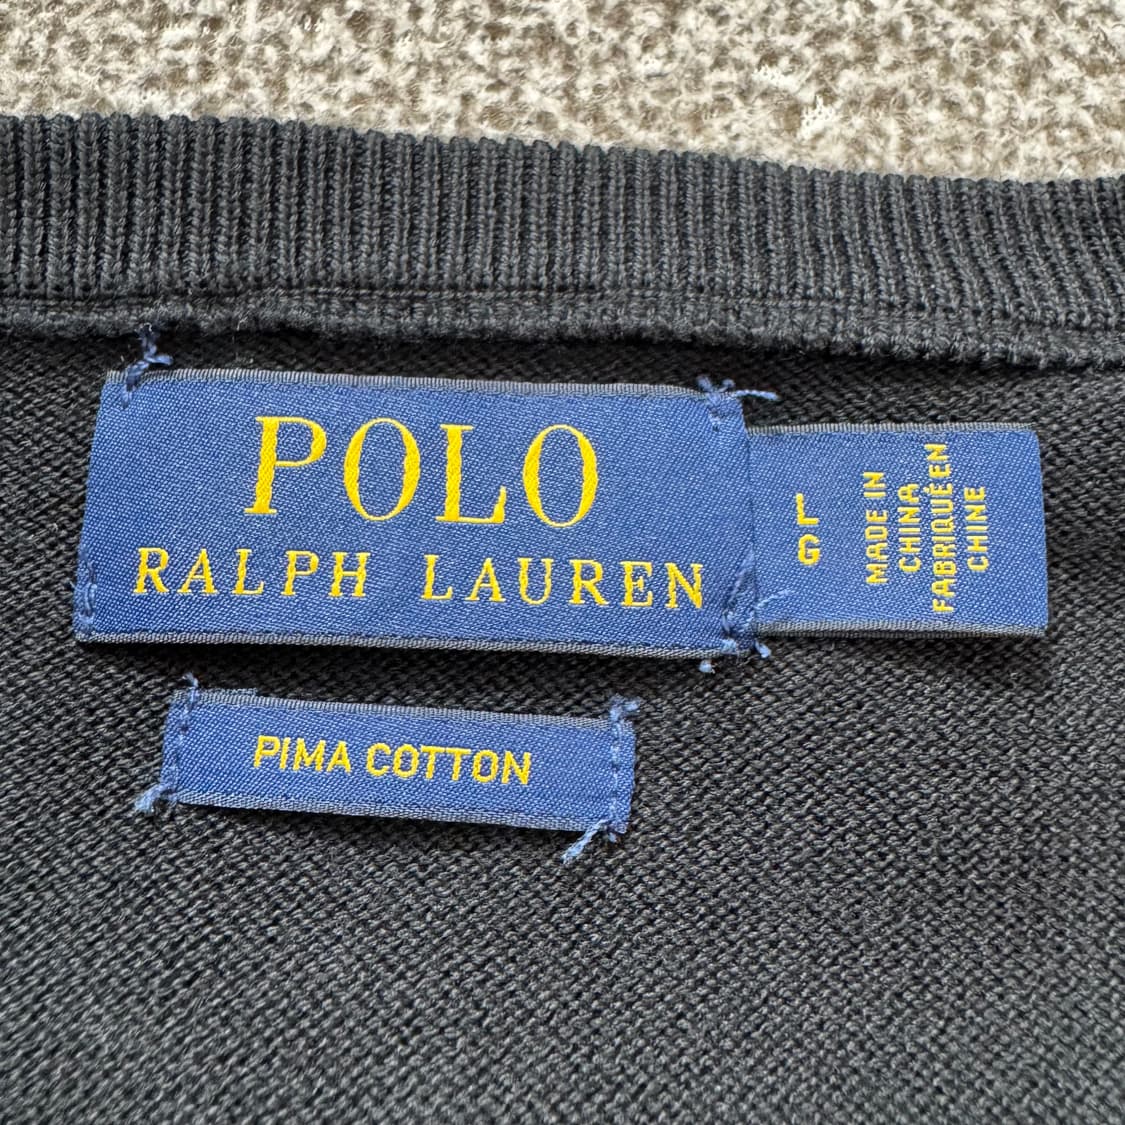 POLO
RALPH LAUREN
L
G
MADE IN
CHINA
FABRIQUÉ EN
CHINE
PIMA COTTON